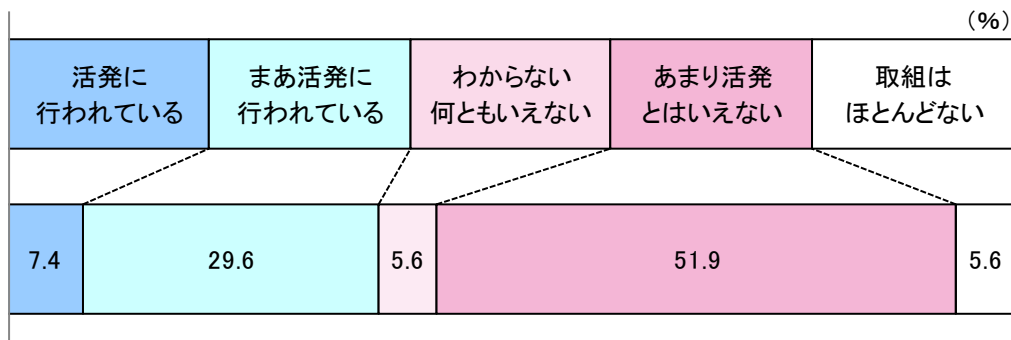 （%）
活発に
行われている
まあ活発に
行われている
わからない
何ともいえない
あまり活発
とはいえない
取組は
ほとんどない
7.4
29.6
5.6
51.9
5.6